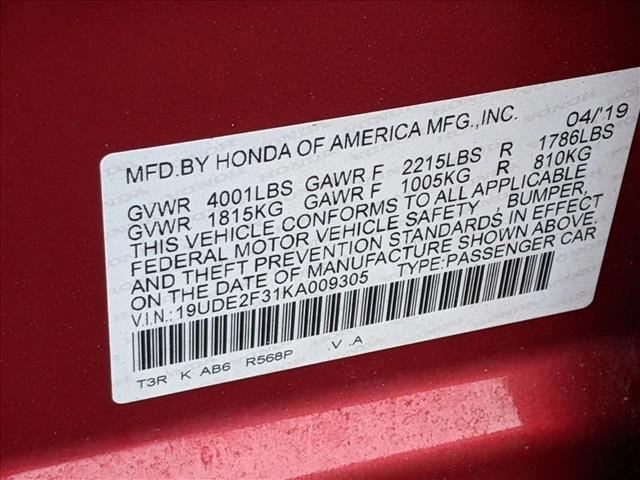 MFD.BY HONDA OF AMERICA MFG.,INC. 04/'19
GVWR 4001LBS GAWR F 2215LBS R 1786LBS
GVWR 1815KG GAWR F 1005KG R 810KG
THIS VEHICLE CONFORMS TO ALL APPLICABLE
FEDERAL MOTOR VEHICLE SAFETY BUMPER,
AND THEFT PREVENTION STANDARDS IN EFFECT
ON THE DATE OF MANUFACTURE SHOWN ABOVE.
V.I.N.: 19UDE2F31KA009305 TYPE:PASSENGER CAR
T3R K AB6 R568P .V .A